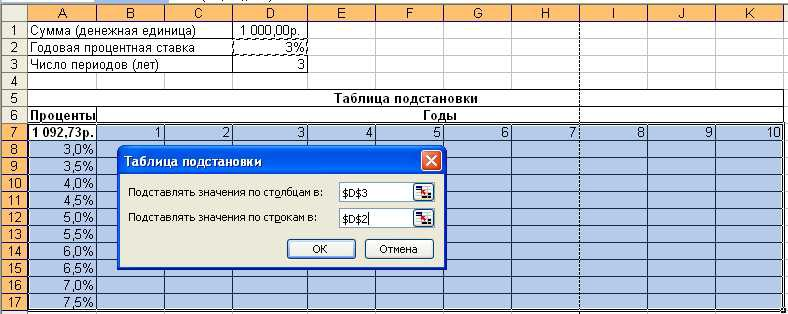 A B C D E F G H I J K
1 Сумма (денежная единица) 1 000,00р.
2 Годовая процентная ставка 3%
3 Число периодов (лет) 3
4
5 Таблица подстановки
6 Проценты Годы
7 1 092,73р. 1 2 3 4 5 6 7 8 9 10
8 3,0%
9 3,5%
10 4,0%
11 4,5%
12 5,0%
13 5,5%
14 6,0%
15 6,5%
16 7,0%
17 7,5%
Таблица подстановки
Подставлять значения по столбцам в: $D$3
Подставлять значения по строкам в: $D$2
ОК Отмена